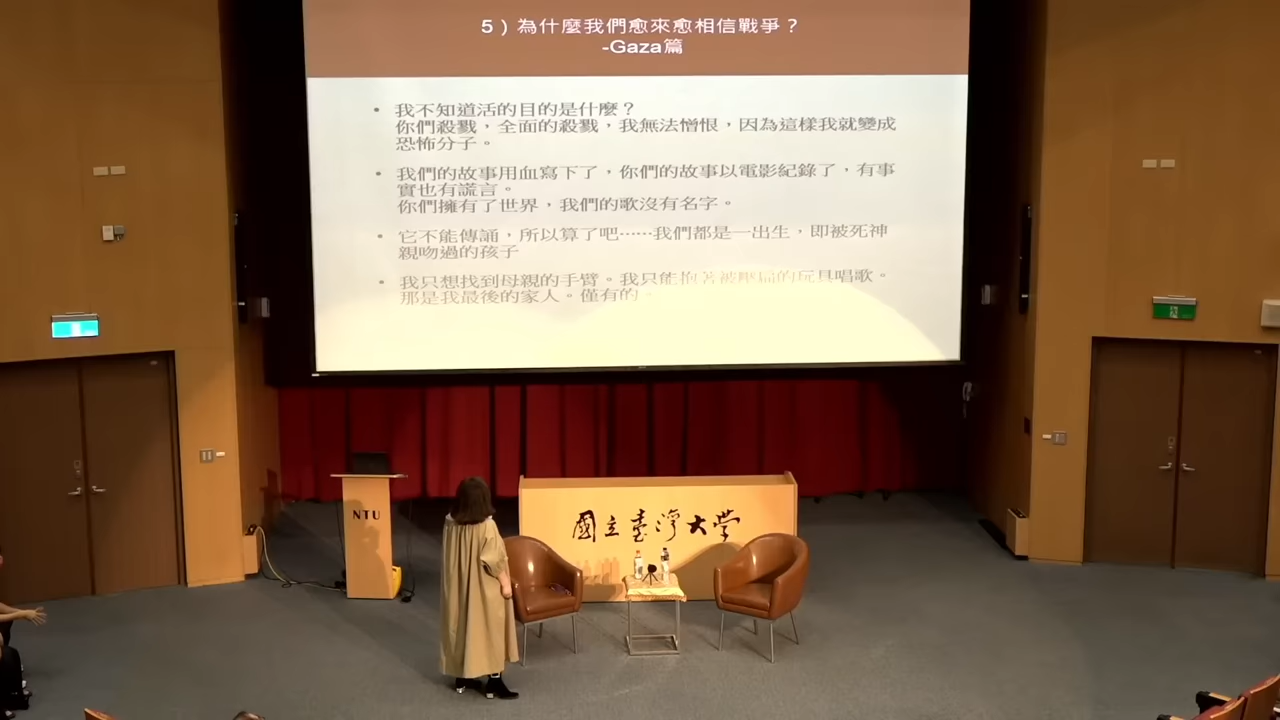 5）為什麼我們愈來愈相信戰爭？
-Gaza篇
• 我不知道活的目的是什麼？
你們殺戮，全面的殺戮，我無法憎恨，因為這樣我就變成
恐怖分子。
• 我們的故事用血寫下了，你們的故事以電影紀錄了，有事
實也有謊言。
你們擁有了世界，我們的歌沒有名字。
• 它不能傳誦，所以算了吧……我們都是一出生，即被死神
親吻過的孩子
• 我只想找到母親的手臂。我只能抱著被壓扁的玩具唱歌。
那是我最後的家人。僅有的。
NTU
國立臺灣大學